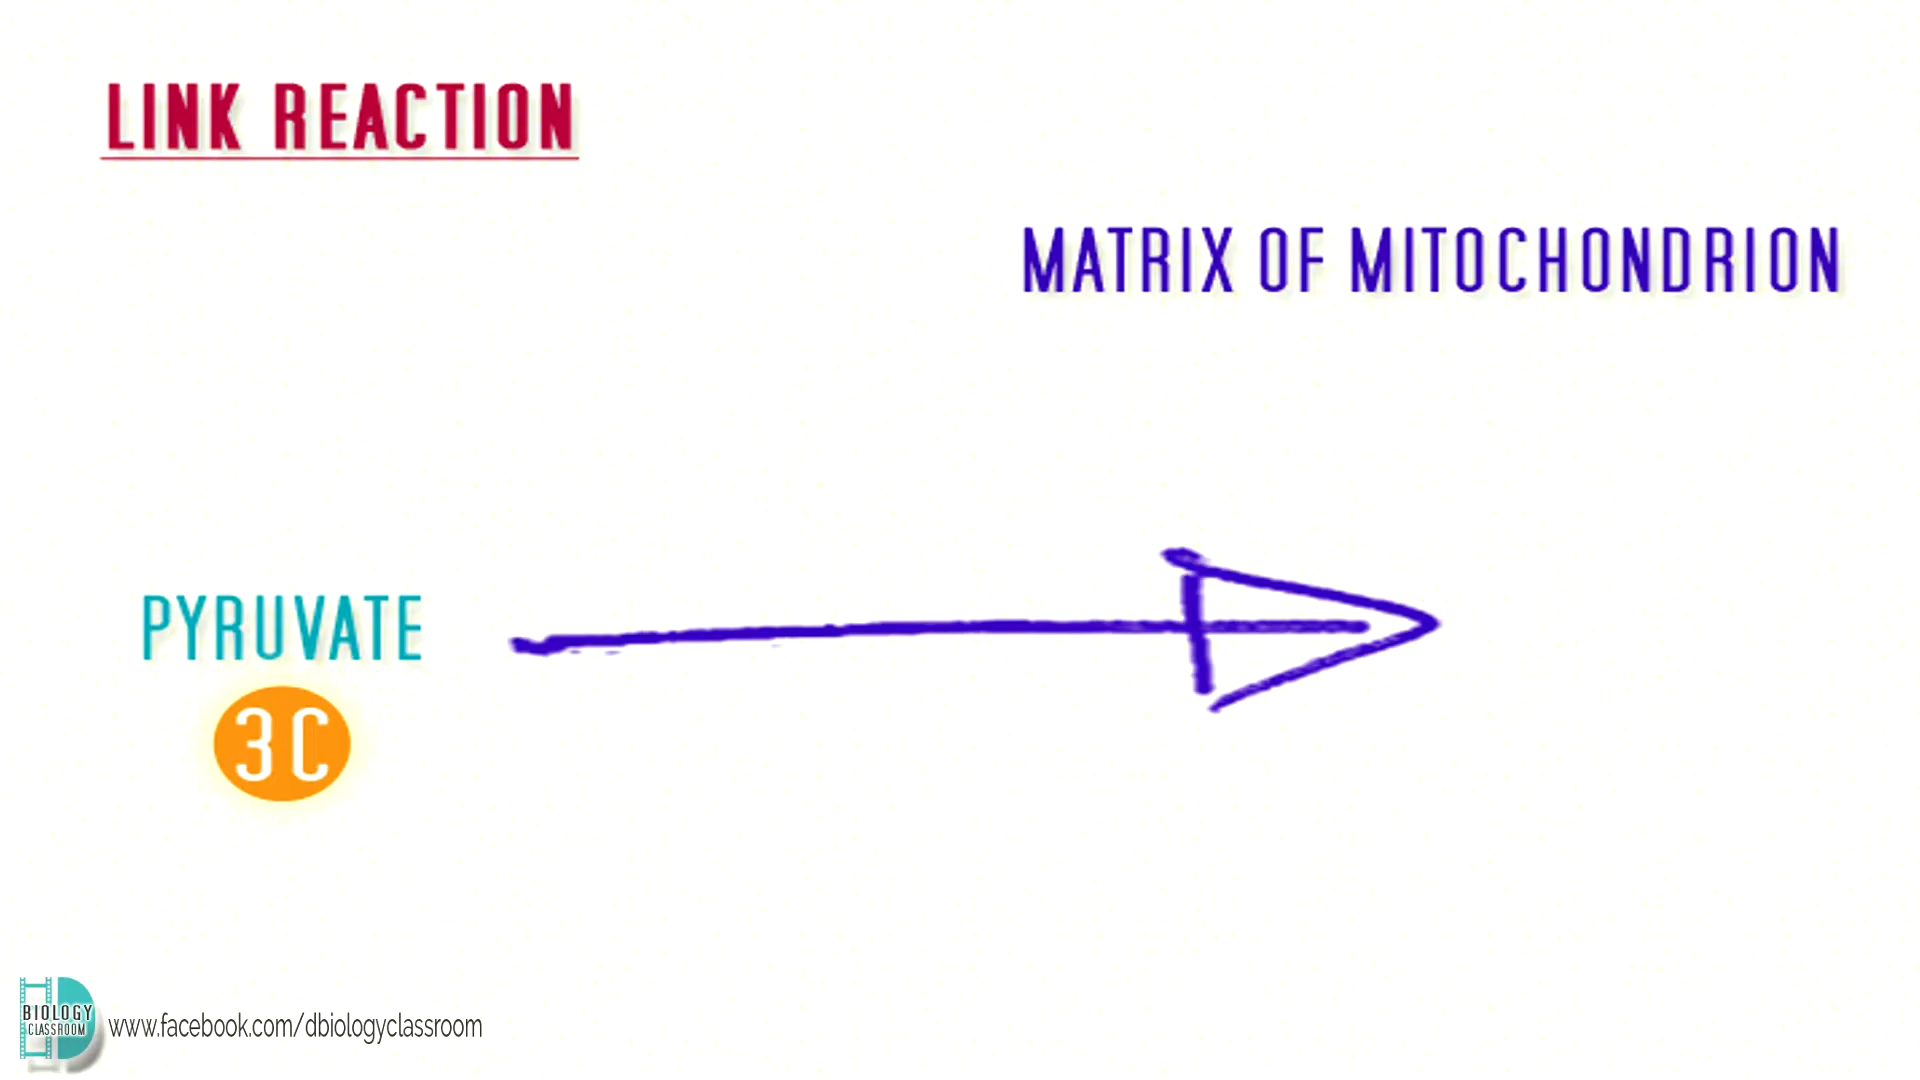 LINK REACTION
MATRIX OF MITOCHONDRION
PYRUVATE
3C
BIOLOGY
CLASSROOM
www.facebook.com/dbiologyclassroom